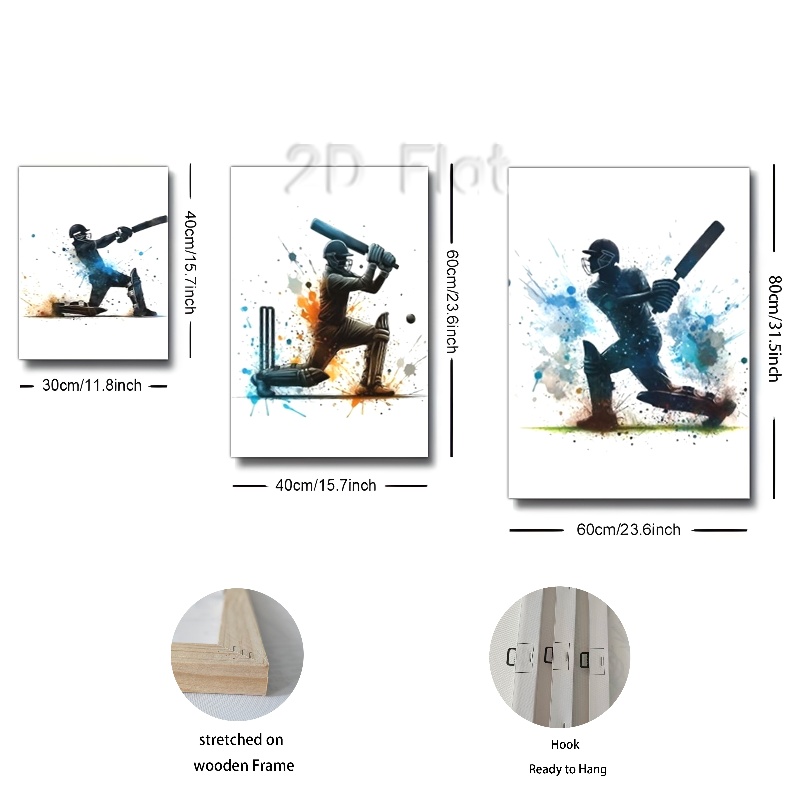 2D Flat
40cm/15.7inch
30cm/11.8inch
60cm/23.6inch
40cm/15.7inch
80cm/31.5inch
60cm/23.6inch
stretched on
wooden Frame
Hook
Ready to Hang